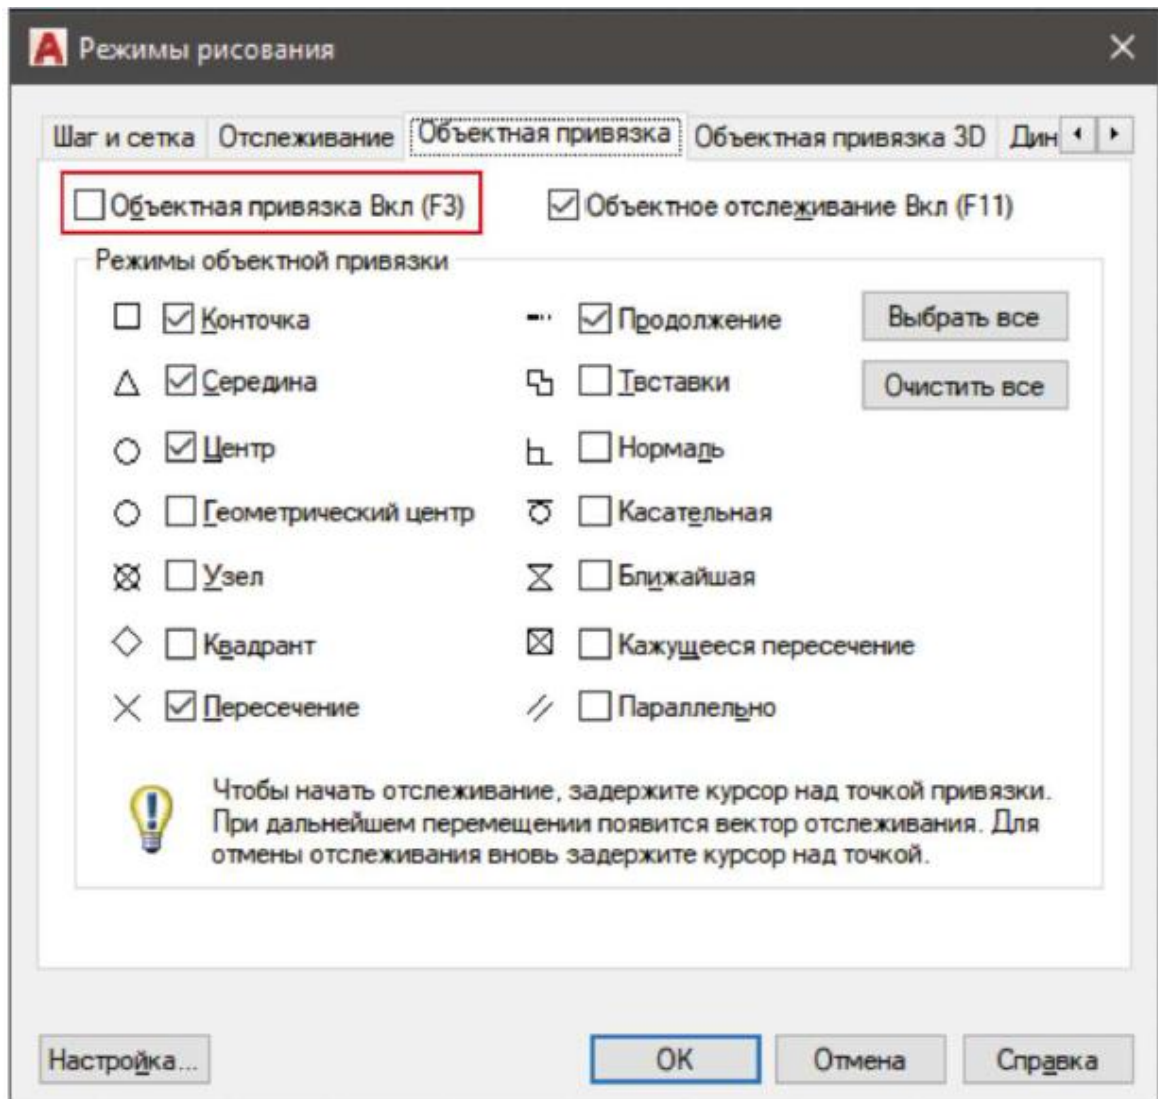 Режимы рисования
Шаг и сетка Отслеживание Объектная привязка Объектная привязка 3D Дин
Объектная привязка Вкл (F3) Объектное отслеживание Вкл (F11)
Режимы объектной привязки
Конточка Продолжение Выбрать все
Середина Твставки Очистить все
Центр Нормаль
Геометрический центр Касательная
Узел Ближайшая
Квадрант Кажущееся пересечение
Пересечение Параллельно
Чтобы начать отслеживание, задержите курсор над точкой привязки.
При дальнейшем перемещении появится вектор отслеживания. Для
отмены отслеживания вновь задержите курсор над точкой.
Настройка... ОК Отмена Справка